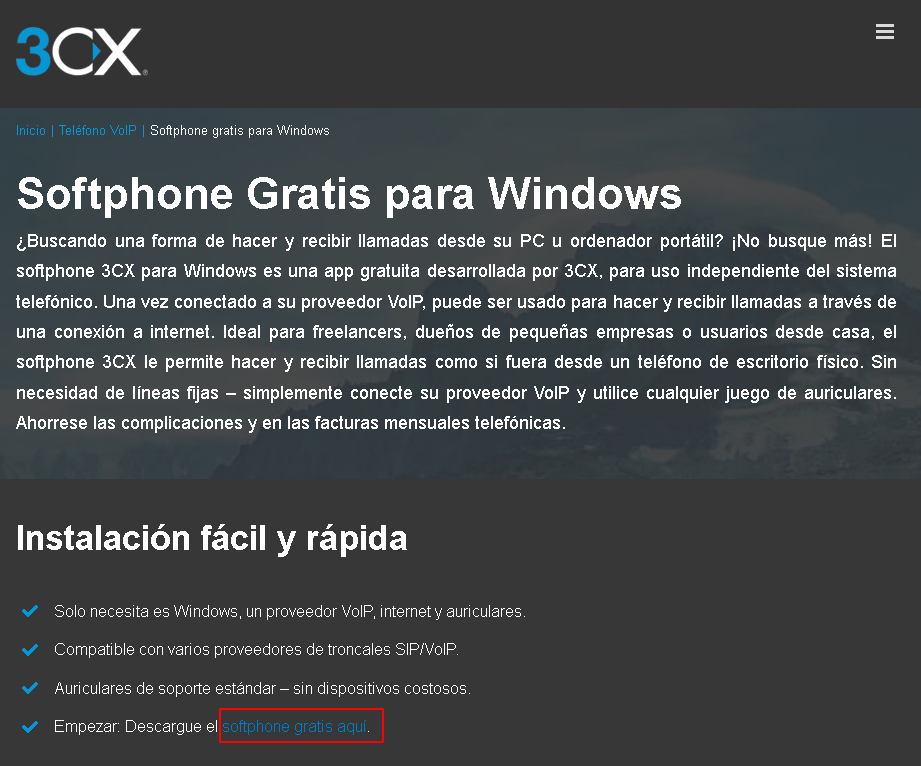 3CX®
Inicio | Teléfono VoIP | Softphone gratis para Windows
Softphone Gratis para Windows
¿Buscando una forma de hacer y recibir llamadas desde su PC u ordenador portátil? ¡No busque más! El
softphone 3CX para Windows es una app gratuita desarrollada por 3CX, para uso independiente del sistema
telefónico. Una vez conectado a su proveedor VoIP, puede ser usado para hacer y recibir llamadas a través de
una conexión a internet. Ideal para freelancers, dueños de pequeñas empresas o usuarios desde casa, el
softphone 3CX le permite hacer y recibir llamadas como si fuera desde un teléfono de escritorio físico. Sin
necesidad de líneas fijas – simplemente conecte su proveedor VoIP y utilice cualquier juego de auriculares.
Ahorrese las complicaciones y en las facturas mensuales telefónicas.
Instalación fácil y rápida
Solo necesita es Windows, un proveedor VoIP, internet y auriculares.
Compatible con varios proveedores de troncales SIP/VoIP.
Auriculares de soporte estándar – sin dispositivos costosos.
Empezar: Descargue el softphone gratis aquí.